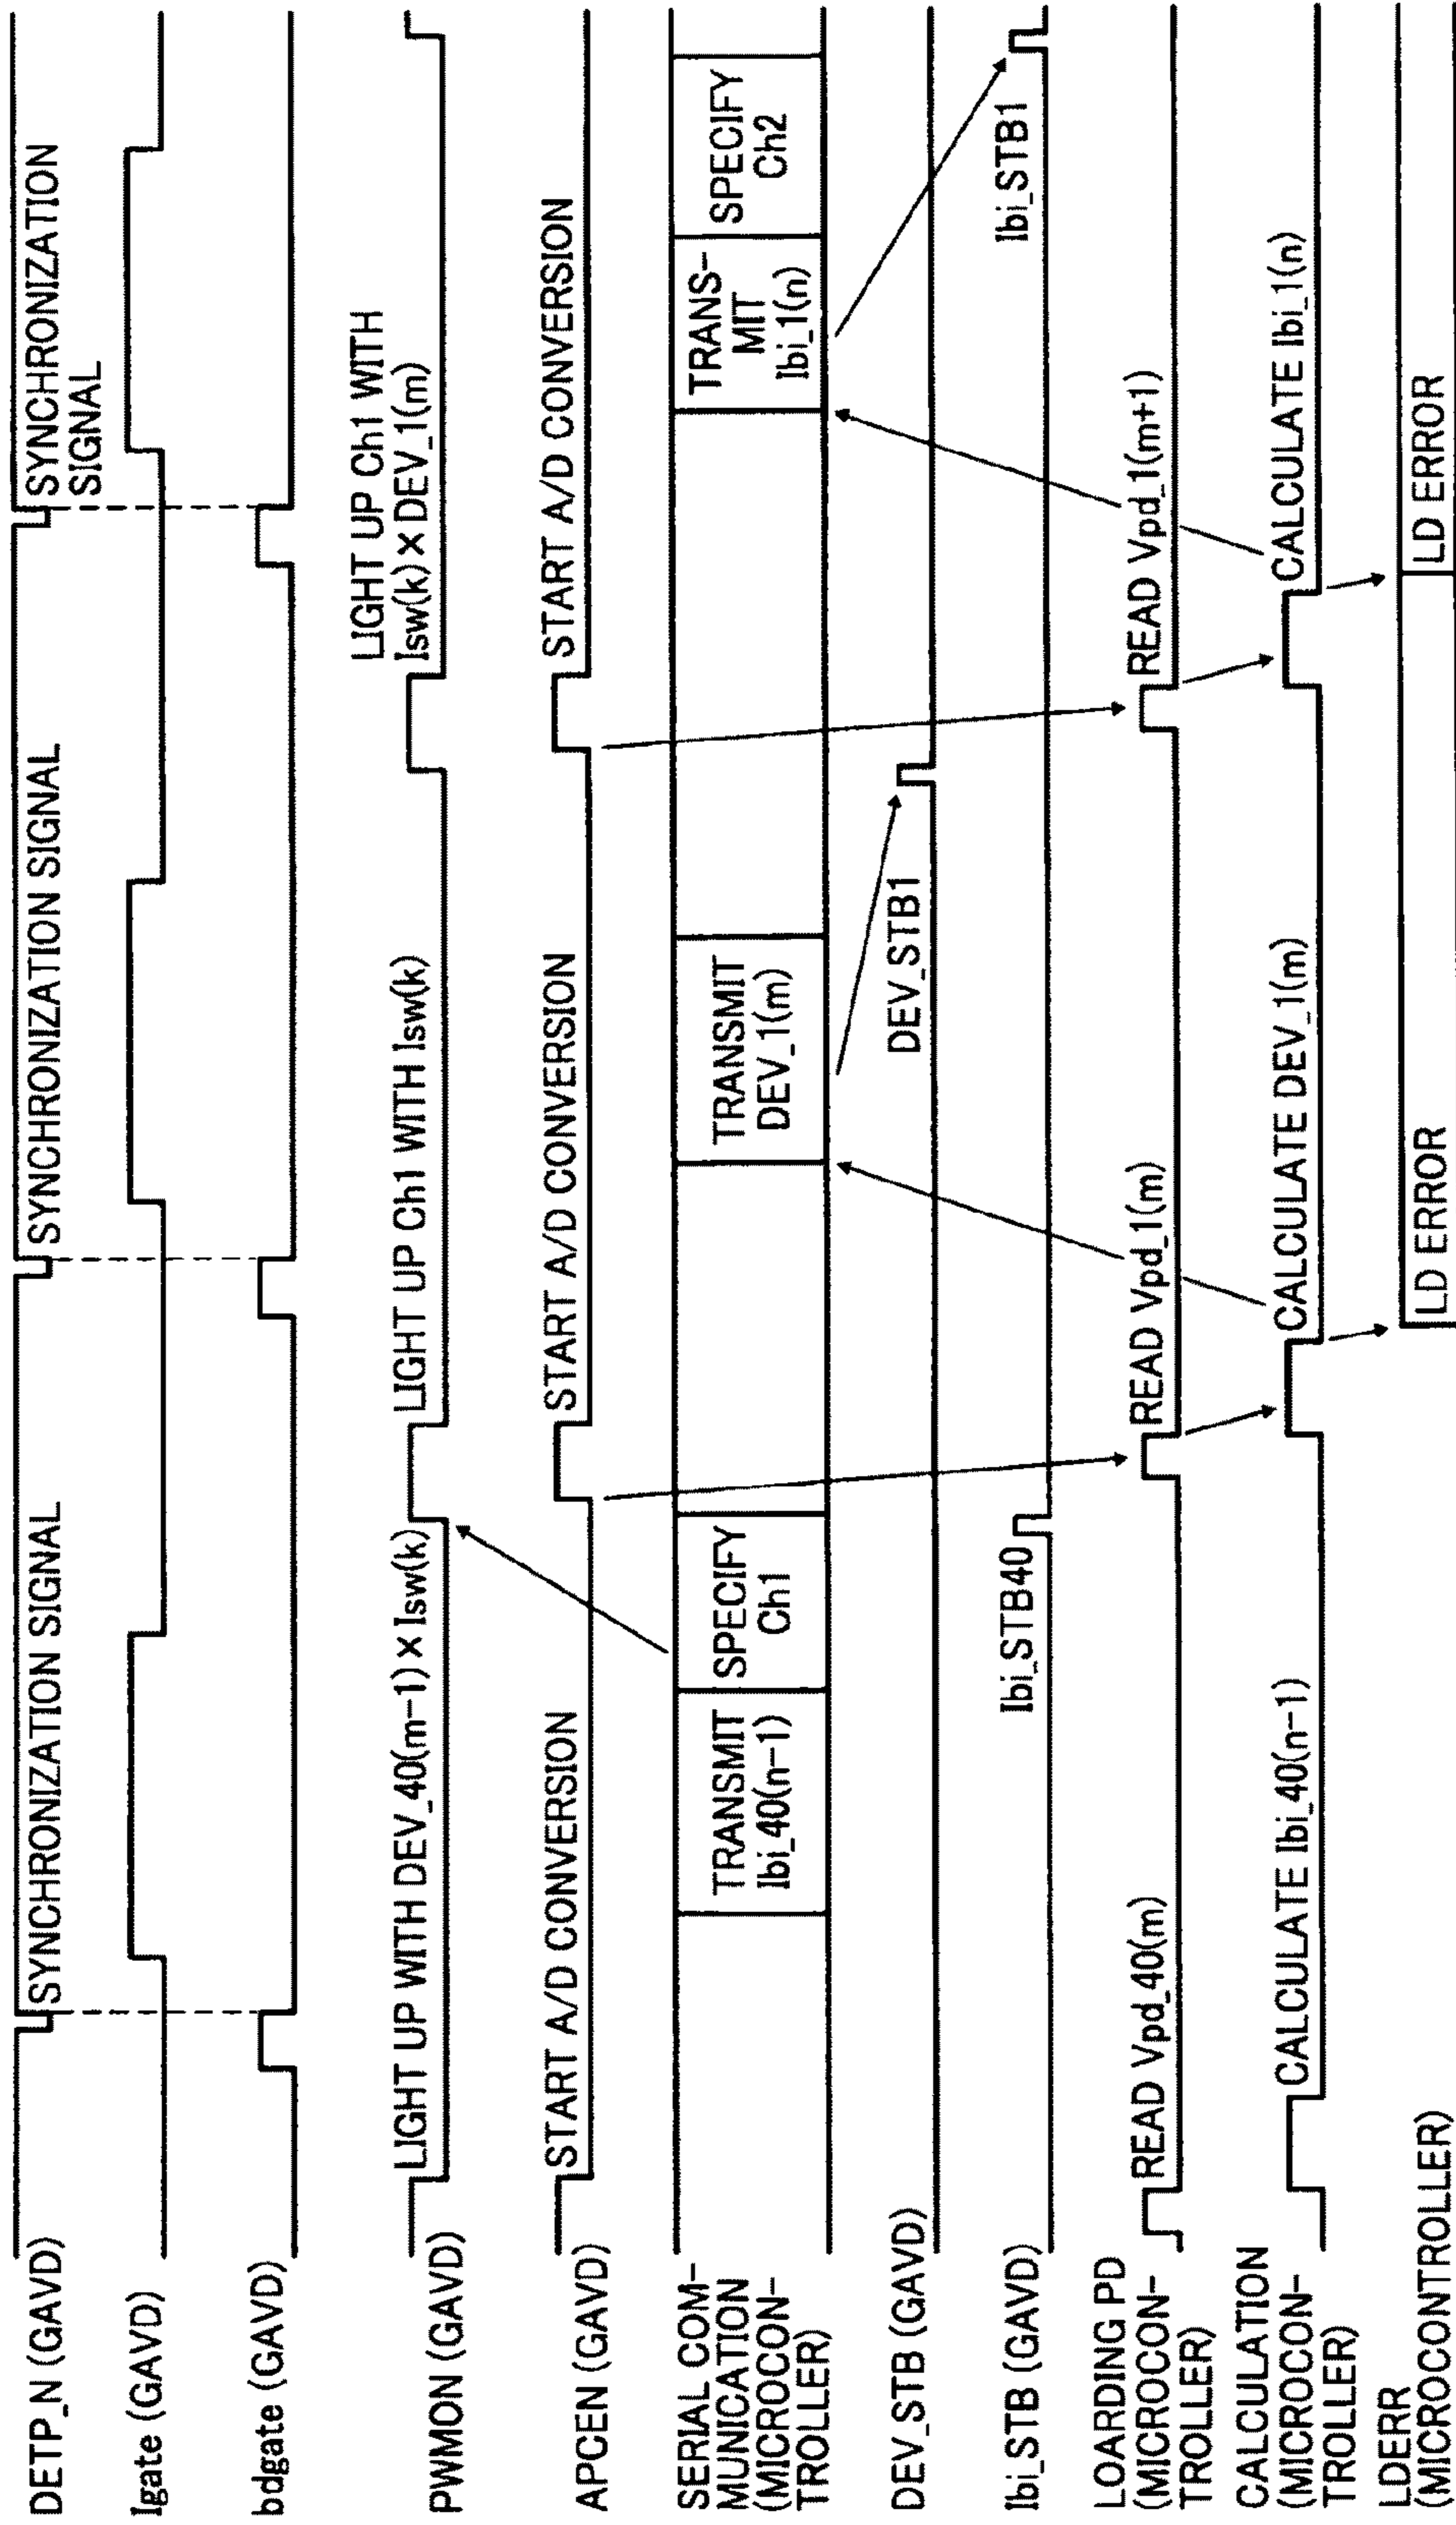 DETP_N (GAVD)
SYNCHRONIZATION SIGNAL
SYNCHRONIZATION SIGNAL
SYNCHRONIZATION
SIGNAL
lgate (GAVD)
bdgate (GAVD)
PWMON (GAVD)
LIGHT UP WITH DEV_40(m-1) × Isw(k)
LIGHT UP Ch1 WITH Isw(k)
LIGHT UP Ch1 WITH
Isw(k) × DEV_1(m)
APCEN (GAVD)
START A/D CONVERSION
START A/D CONVERSION
START A/D CONVERSION
SERIAL COM-
MUNICATION
(MICROCON-
TROLLER)
TRANSMIT
Ibi_40(n-1)
SPECIFY
Ch1
TRANSMIT
DEV_1(m)
TRANS-
MIT
Ibi_1(n)
SPECIFY
Ch2
DEV_STB (GAVD)
DEV_STB1
Ibi_STB (GAVD)
Ibi_STB40
Ibi_STB1
LOARDING PD
(MICROCON-
TROLLER)
READ Vpd_40(m)
READ Vpd_1(m)
READ Vpd_1(m+1)
CALCULATION
(MICROCON-
TROLLER)
CALCULATE Ibi_40(n-1)
CALCULATE DEV_1(m)
CALCULATE Ibi_1(n)
LDERR
(MICROCONTROLLER)
LD ERROR
LD ERROR